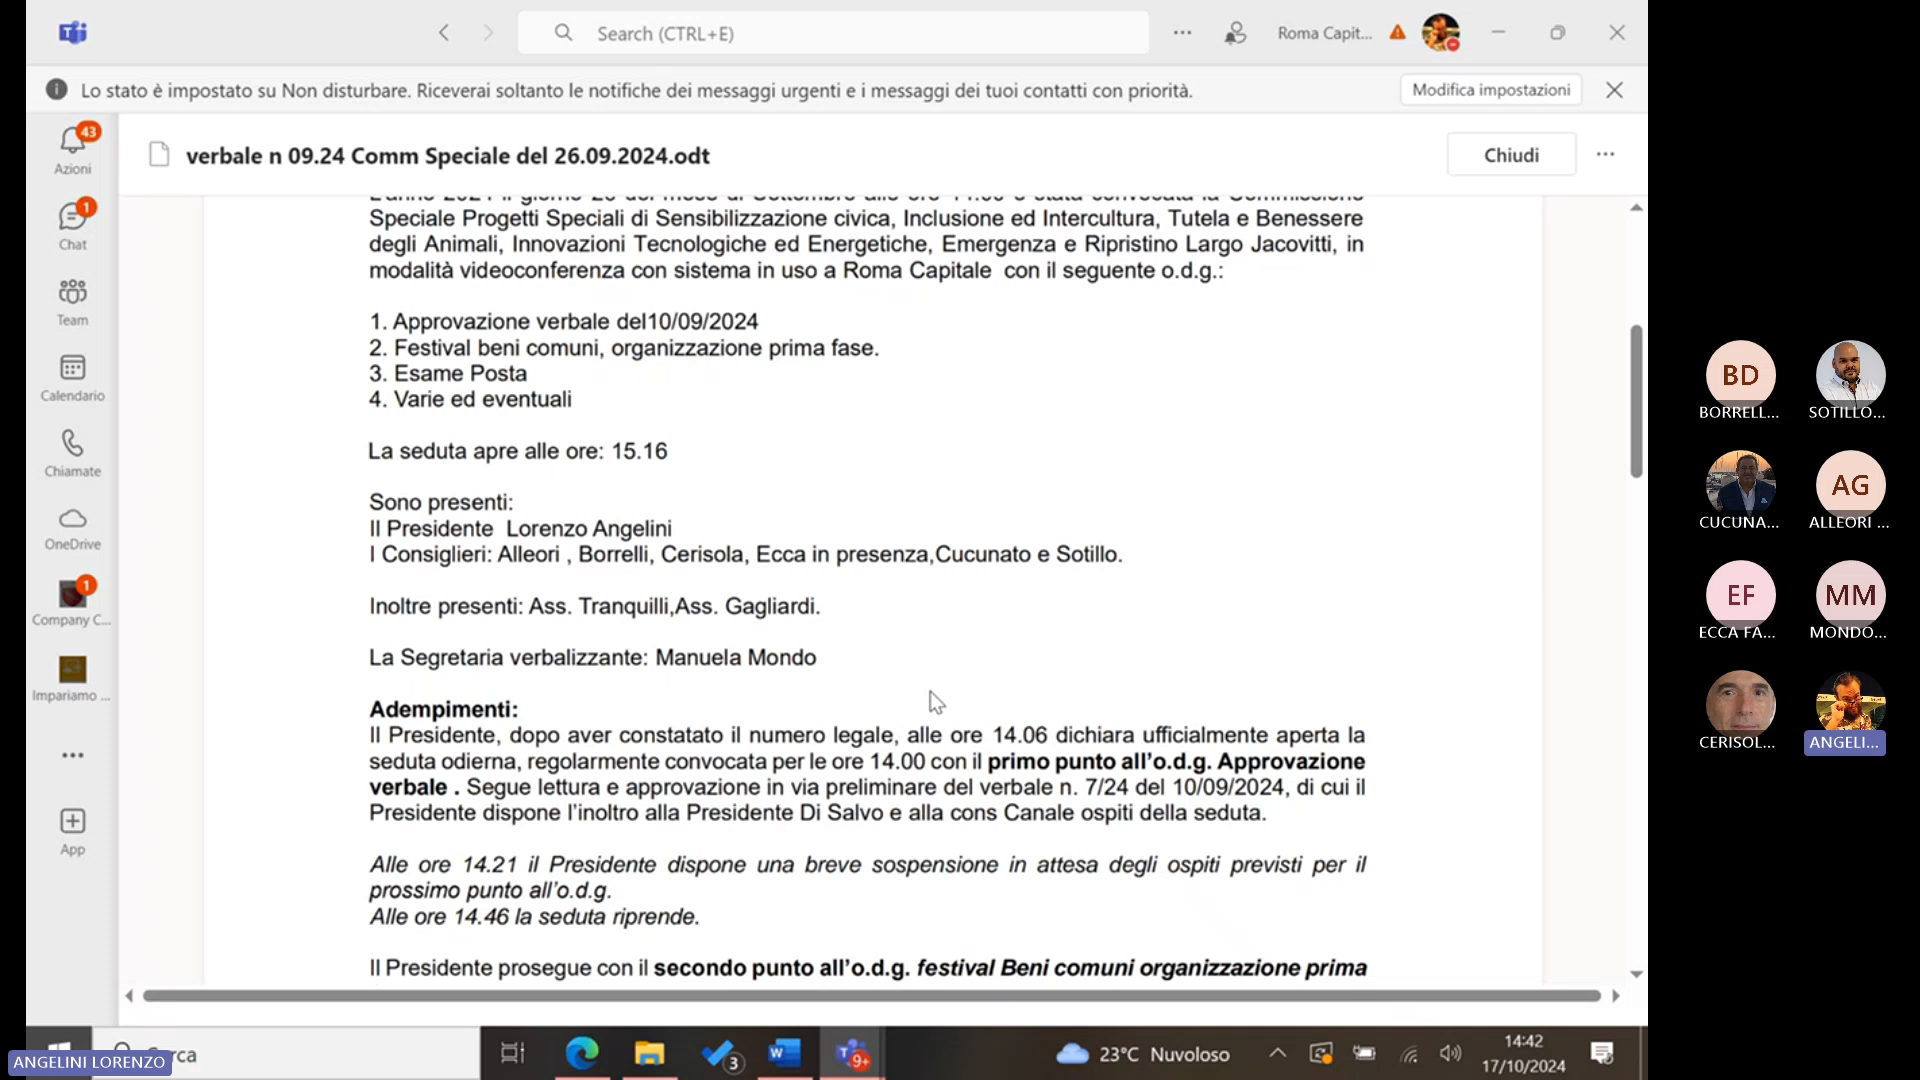 Search (CTRL+E)
Roma Capit...
Lo stato è impostato su Non disturbare. Riceverai soltanto le notifiche dei messaggi urgenti e i messaggi dei tuoi contatti con priorità.
Modifica impostazioni
43
Azioni
1
Chat
Team
Calendario
Chiamate
OneDrive
1
Company C...
Impariamo ...
App
verbale n 09.24 Comm Speciale del 26.09.2024.odt
Chiudi
Speciale Progetti Speciali di Sensibilizzazione civica, Inclusione ed Intercultura, Tutela e Benessere
degli Animali, Innovazioni Tecnologiche ed Energetiche, Emergenza e Ripristino Largo Jacovitti, in
modalità videoconferenza con sistema in uso a Roma Capitale con il seguente o.d.g.:
1. Approvazione verbale del10/09/2024
2. Festival beni comuni, organizzazione prima fase.
3. Esame Posta
4. Varie ed eventuali
La seduta apre alle ore: 15.16
Sono presenti:
Il Presidente Lorenzo Angelini
I Consiglieri: Alleori , Borrelli, Cerisola, Ecca in presenza,Cucunato e Sotillo.
Inoltre presenti: Ass. Tranquilli,Ass. Gagliardi.
La Segretaria verbalizzante: Manuela Mondo
Adempimenti:
Il Presidente, dopo aver constatato il numero legale, alle ore 14.06 dichiara ufficialmente aperta la
seduta odierna, regolarmente convocata per le ore 14.00 con il primo punto all'o.d.g. Approvazione
verbale . Segue lettura e approvazione in via preliminare del verbale n. 7/24 del 10/09/2024, di cui il
Presidente dispone l'inoltro alla Presidente Di Salvo e alla cons Canale ospiti della seduta.
Alle ore 14.21 il Presidente dispone una breve sospensione in attesa degli ospiti previsti per il
prossimo punto all'o.d.g.
Alle ore 14.46 la seduta riprende.
Il Presidente prosegue con il secondo punto all'o.d.g. festival Beni comuni organizzazione prima
BD
BORRELL...
SOTILLO...
CUCUNA...
AG
ALLEORI ...
EF
ECCA FA...
MM
MONDO...
CERISOL...
ANGELI...
ANGELINI LORENZO
3
9+
23°C Nuvoloso
14:42
17/10/2024